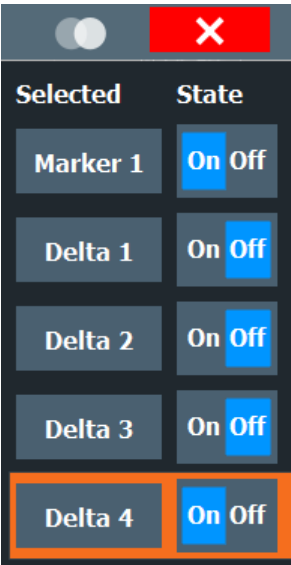 Selected State
Marker 1 On Off
Delta 1 On Off
Delta 2 On Off
Delta 3 On Off
Delta 4 On Off